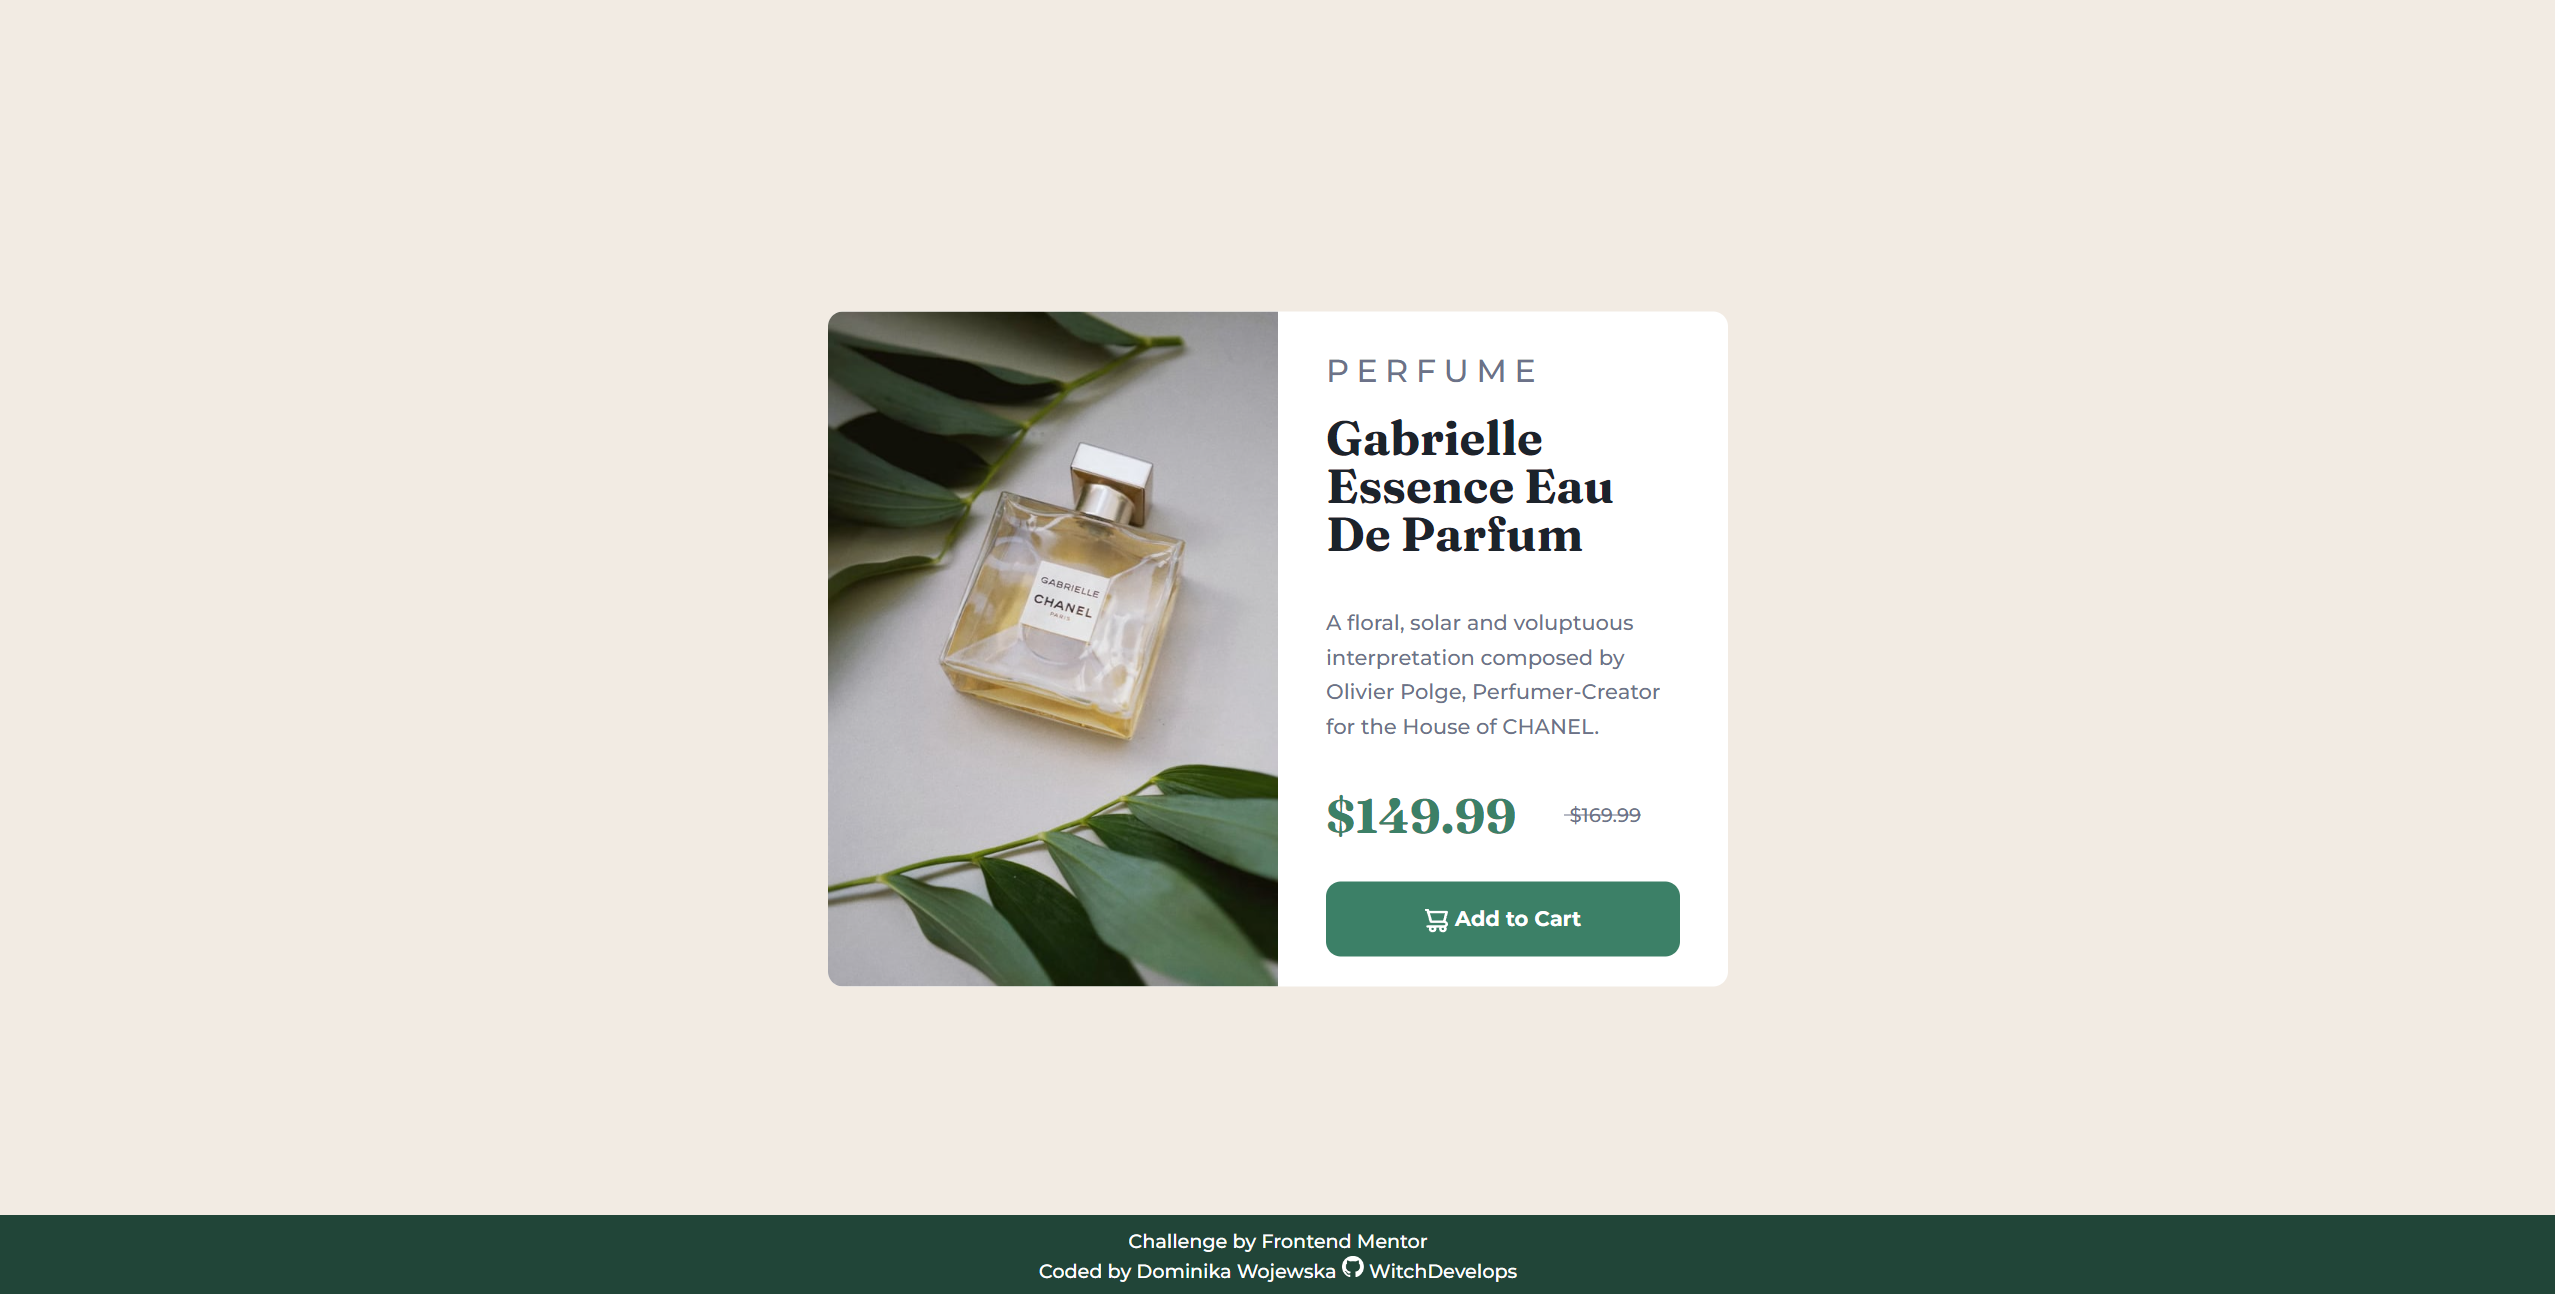 GABRIELLE
CHANEL
PARIS
PERFUME
Gabrielle
Essence Eau
De Parfum
A floral, solar and voluptuous
interpretation composed by
Olivier Polge, Perfumer-Creator
for the House of CHANEL.
$149.99 $169.99
Add to Cart
Challenge by Frontend Mentor
Coded by Dominika Wojewska WitchDevelops